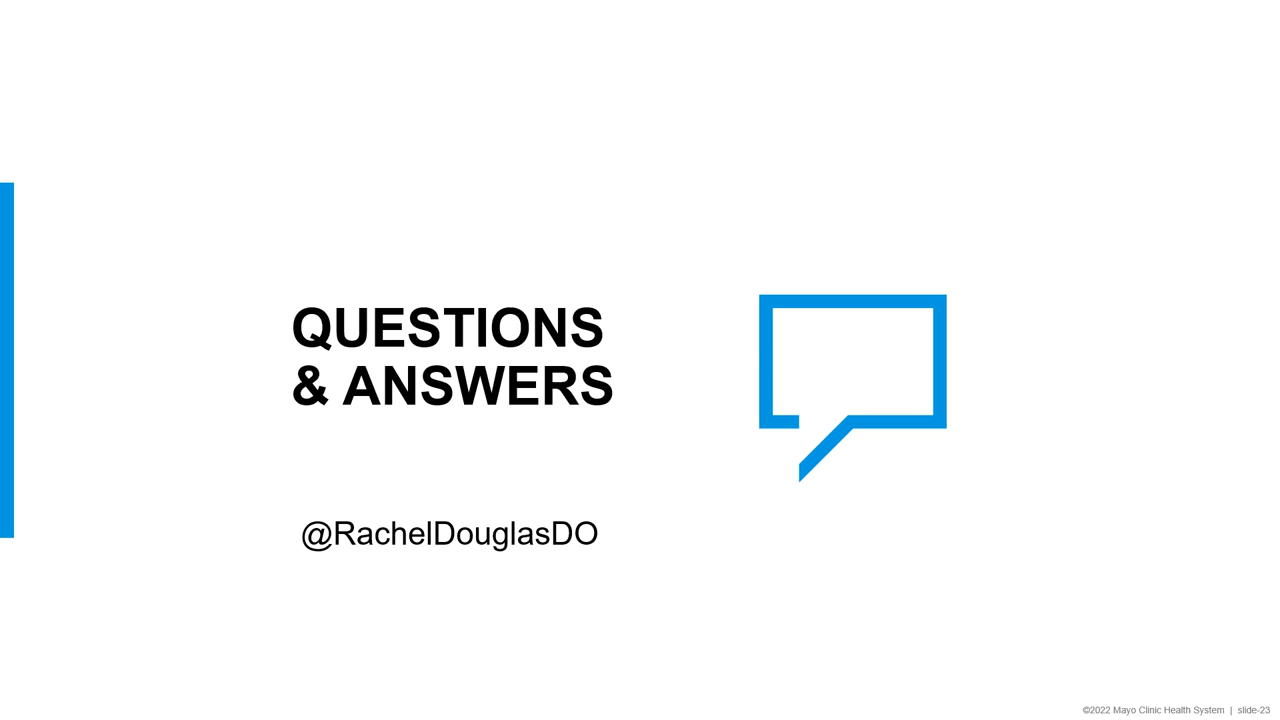 QUESTIONS
& ANSWERS
@RachelDouglasDO
©2022 Mayo Clinic Health System | slide-23